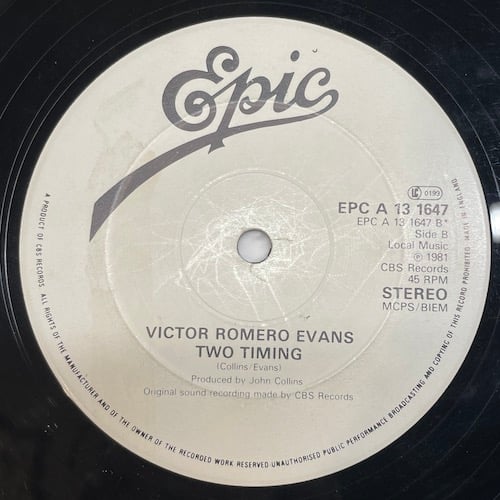 Epic
LC 0199
EPC A 13 1647
EPC A 13 1647 B*
Side B
Local Music
℗ 1981
CBS Records
45 RPM
STEREO
MCPS/BIEM
VICTOR ROMERO EVANS
TWO TIMING
(Collins/Evans)
Produced by John Collins
Original sound recording made by CBS Records
A PRODUCT OF CBS RECORDS. ALL RIGHTS OF THE MANUFACTURER AND OF THE OWNER OF THE RECORDED WORK RESERVED·UNAUTHORISED PUBLIC PERFORMANCE BROADCASTING AND COPYING OF THIS RECORD PROHIBITED. MADE IN ENGLAND